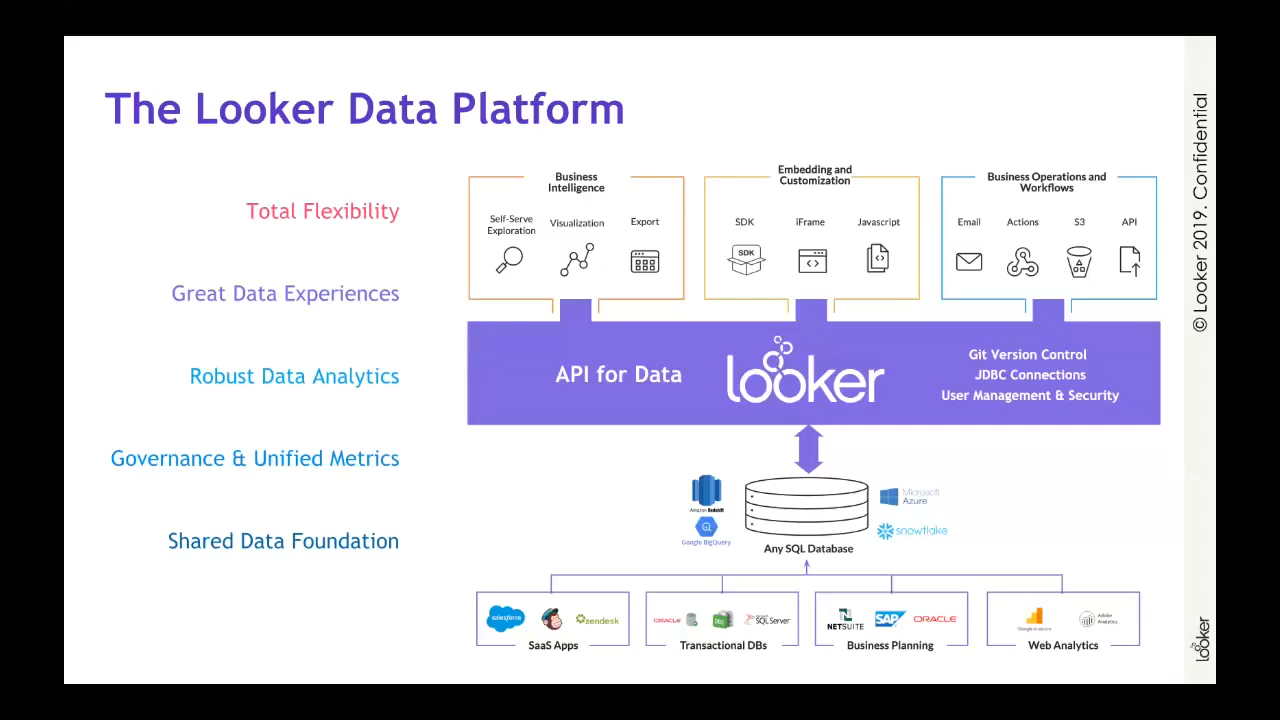 The Looker Data Platform
Total Flexibility
Great Data Experiences
Robust Data Analytics
Governance & Unified Metrics
Shared Data Foundation
Business
Intelligence
Self-Serve
Exploration
Visualization
Export
Embedding and
Customization
SDK
iFrame
Javascript
SDK
Business Operations and
Workflows
Email
Actions
S3
API
API for Data
looker
Git Version Control
JDBC Connections
User Management & Security
Amazon Redshift
Google BigQuery
Microsoft
Azure
snowflake
Any SQL Database
salesforce
zendesk
SaaS Apps
ORACLE
SQL Server
Transactional DBs
NETSUITE
SAP
ORACLE
Business Planning
Google Analytics
Adobe
Analytics
Web Analytics
© Looker 2019. Confidential
looker